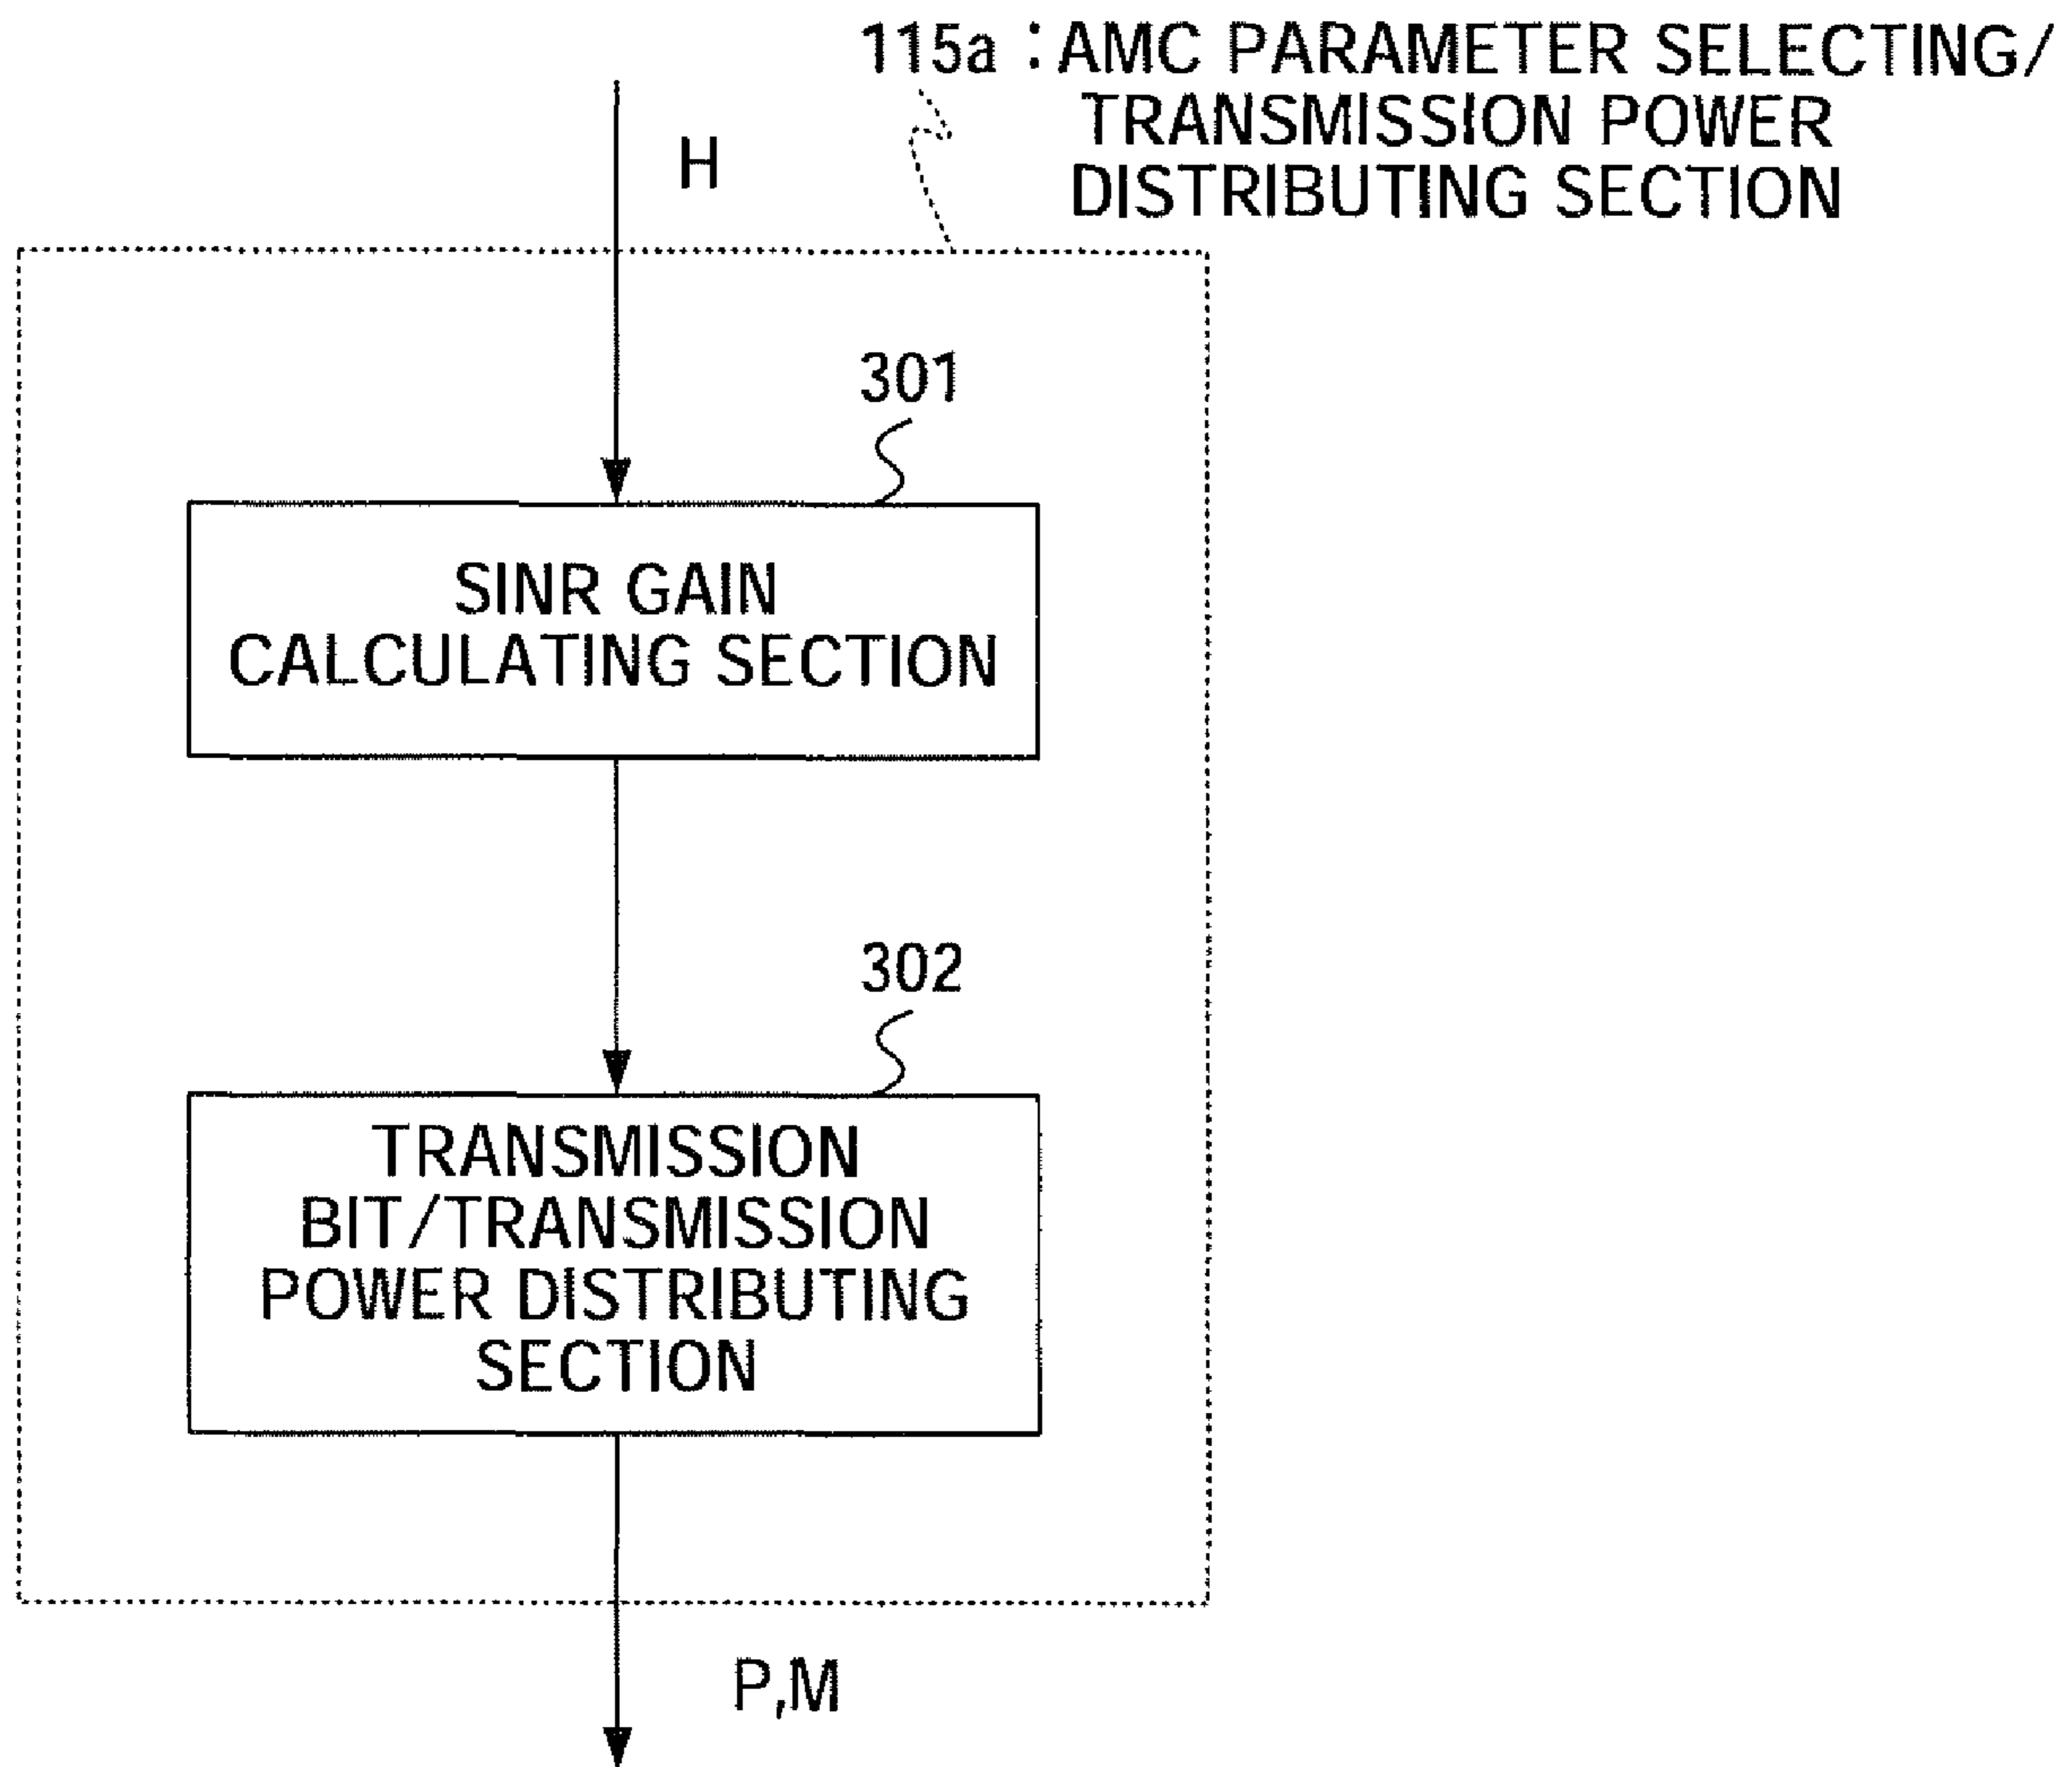 115a : AMC PARAMETER SELECTING/
TRANSMISSION POWER
DISTRIBUTING SECTION
H
301
SINR GAIN
CALCULATING SECTION
302
TRANSMISSION
BIT/TRANSMISSION
POWER DISTRIBUTING
SECTION
P,M